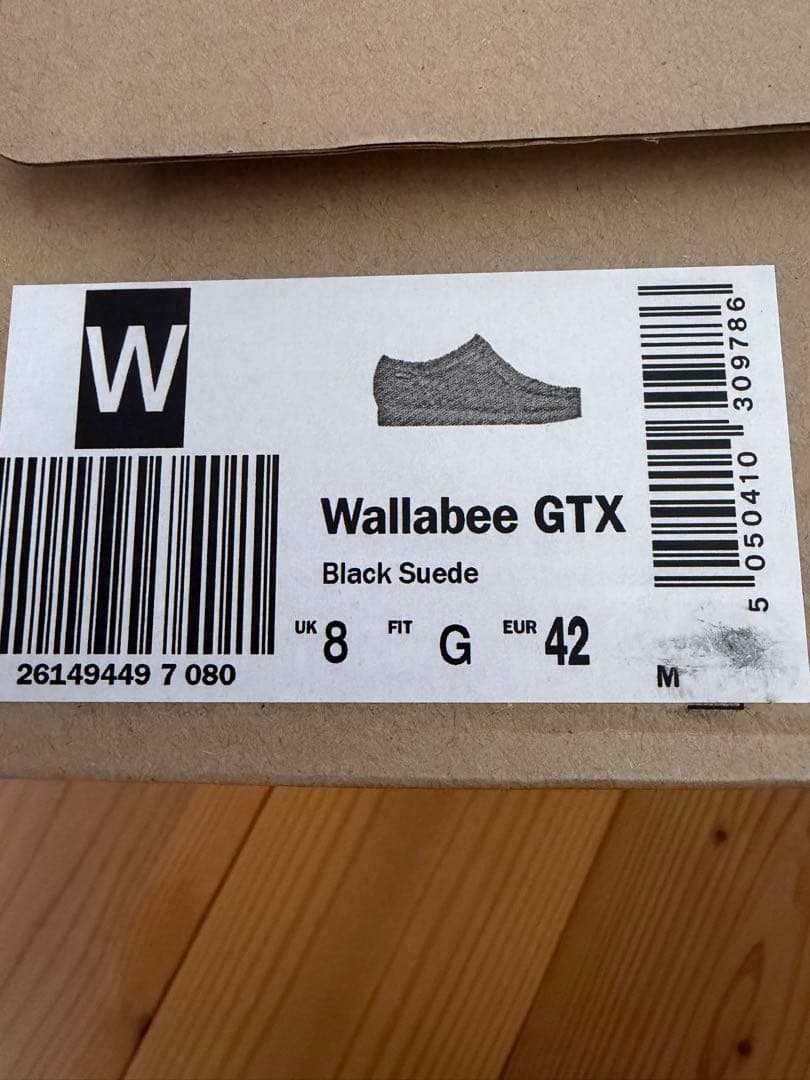 W
Wallabee GTX
Black Suede
UK 8 FIT G EUR 42
26149449 7 080
5 050410 309786
M